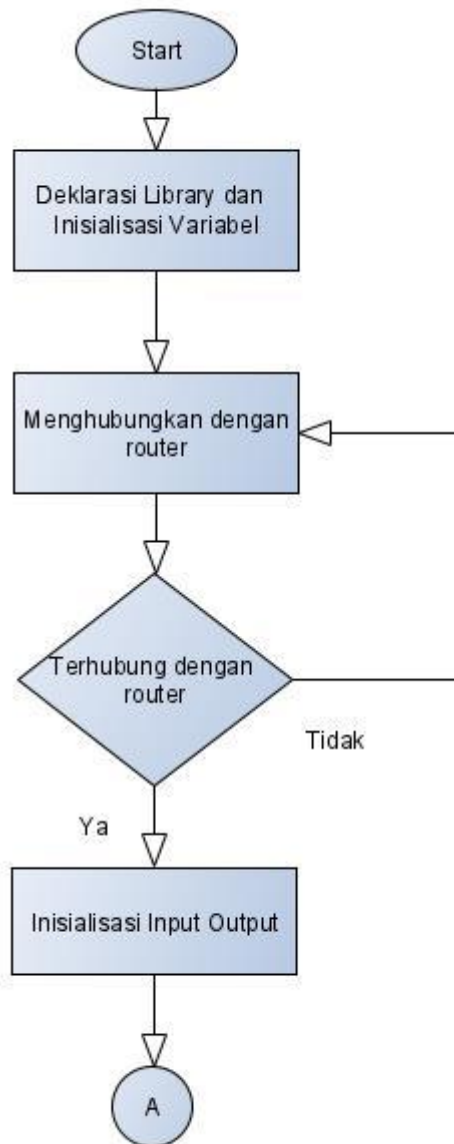 Start
Deklarasi Library dan
Inisialisasi Variabel
Menghubungkan dengan
router
Terhubung dengan
router
Tidak
Ya
Inisialisasi Input Output
A